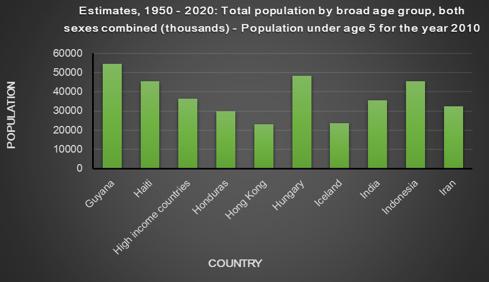 Estimates, 1950 - 2020: Total population by broad age group, both
sexes combined (thousands) - Population under age 5 for the year 2010
POPULATION
60000
50000
40000
30000
20000
10000
0
Guyana
Haiti
High income countries
Honduras
Hong Kong
Hungary
Iceland
India
Indonesia
Iran
COUNTRY